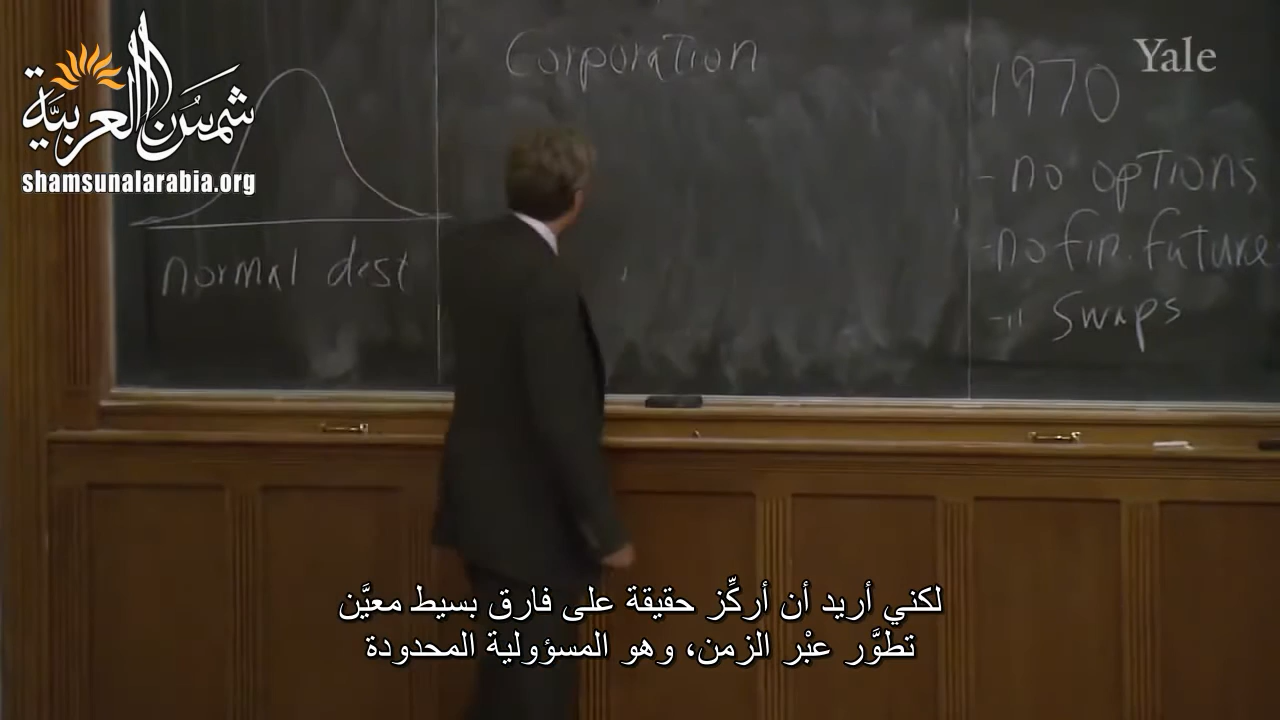 شمس العربية
shamsunalarabia.org
normal dist
Corporation
Yale
1970
- no options
- no fin. future
- " swaps
لكني أريد أن أركِّز حقيقة على فارق بسيط معيَّن
تطوَّر عبْر الزمن، وهو المسؤولية المحدودة